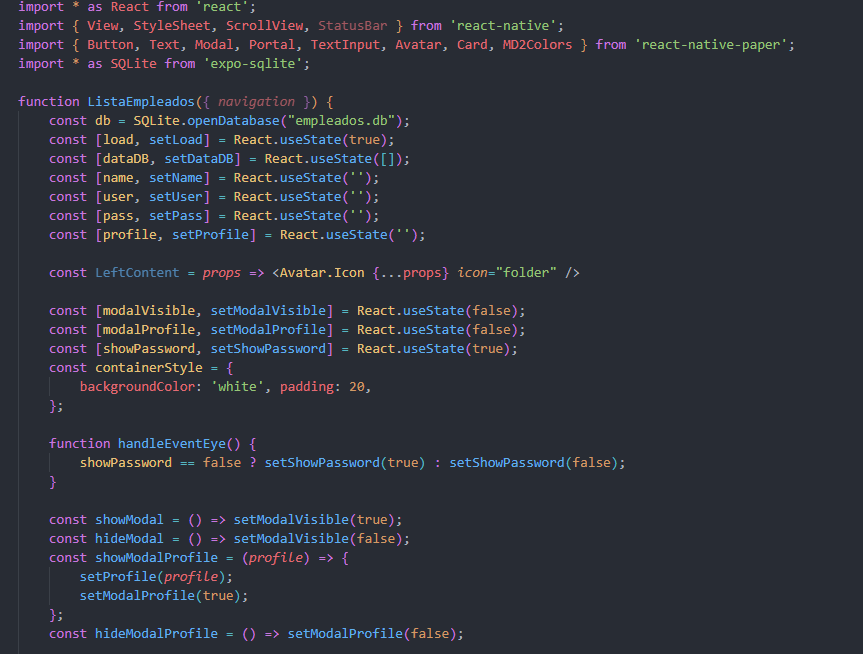 import * as React from 'react';
import { View, StyleSheet, ScrollView, StatusBar } from 'react-native';
import { Button, Text, Modal, Portal, TextInput, Avatar, Card, MD2Colors } from 'react-native-paper';
import * as SQLite from 'expo-sqlite';

function ListaEmpleados({ navigation }) {
    const db = SQLite.openDatabase("empleados.db");
    const [load, setLoad] = React.useState(true);
    const [dataDB, setDataDB] = React.useState([]);
    const [name, setName] = React.useState('');
    const [user, setUser] = React.useState('');
    const [pass, setPass] = React.useState('');
    const [profile, setProfile] = React.useState('');

    const LeftContent = props => <Avatar.Icon {...props} icon="folder" />

    const [modalVisible, setModalVisible] = React.useState(false);
    const [modalProfile, setModalProfile] = React.useState(false);
    const [showPassword, setShowPassword] = React.useState(true);
    const containerStyle = {
        backgroundColor: 'white', padding: 20,
    };

    function handleEventEye() {
        showPassword == false ? setShowPassword(true) : setShowPassword(false);
    }

    const showModal = () => setModalVisible(true);
    const hideModal = () => setModalVisible(false);
    const showModalProfile = (profile) => {
        setProfile(profile);
        setModalProfile(true);
    };
    const hideModalProfile = () => setModalProfile(false);